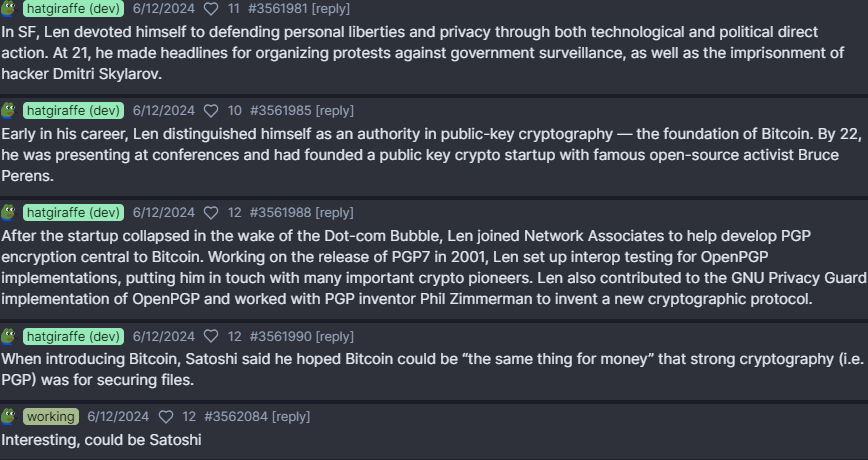 hatgiraffe (dev) 6/12/2024 11 #3561981 [reply]
In SF, Len devoted himself to defending personal liberties and privacy through both technological and political direct
action. At 21, he made headlines for organizing protests against government surveillance, as well as the imprisonment of
hacker Dmitri Skylarov.
hatgiraffe (dev) 6/12/2024 10 #3561985 [reply]
Early in his career, Len distinguished himself as an authority in public-key cryptography — the foundation of Bitcoin. By 22,
he was presenting at conferences and had founded a public key crypto startup with famous open-source activist Bruce
Perens.
hatgiraffe (dev) 6/12/2024 12 #3561988 [reply]
After the startup collapsed in the wake of the Dot-com Bubble, Len joined Network Associates to help develop PGP
encryption central to Bitcoin. Working on the release of PGP7 in 2001, Len set up interop testing for OpenPGP
implementations, putting him in touch with many important crypto pioneers. Len also contributed to the GNU Privacy Guard
implementation of OpenPGP and worked with PGP inventor Phil Zimmerman to invent a new cryptographic protocol.
hatgiraffe (dev) 6/12/2024 12 #3561990 [reply]
When introducing Bitcoin, Satoshi said he hoped Bitcoin could be “the same thing for money” that strong cryptography (i.e.
PGP) was for securing files.
working 6/12/2024 12 #3562084 [reply]
Interesting, could be Satoshi